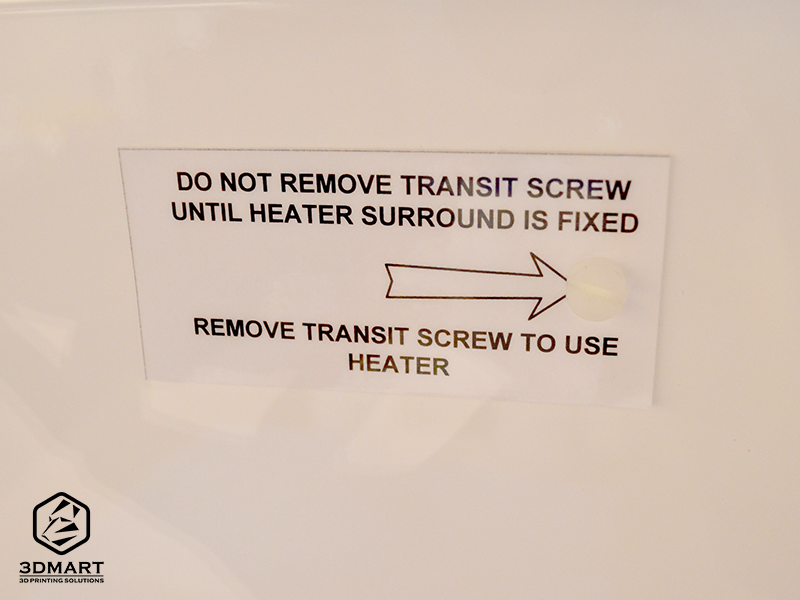 DO NOT REMOVE TRANSIT SCREW
UNTIL HEATER SURROUND IS FIXED
REMOVE TRANSIT SCREW TO USE
HEATER
3DMART
3D PRINTING SOLUTIONS